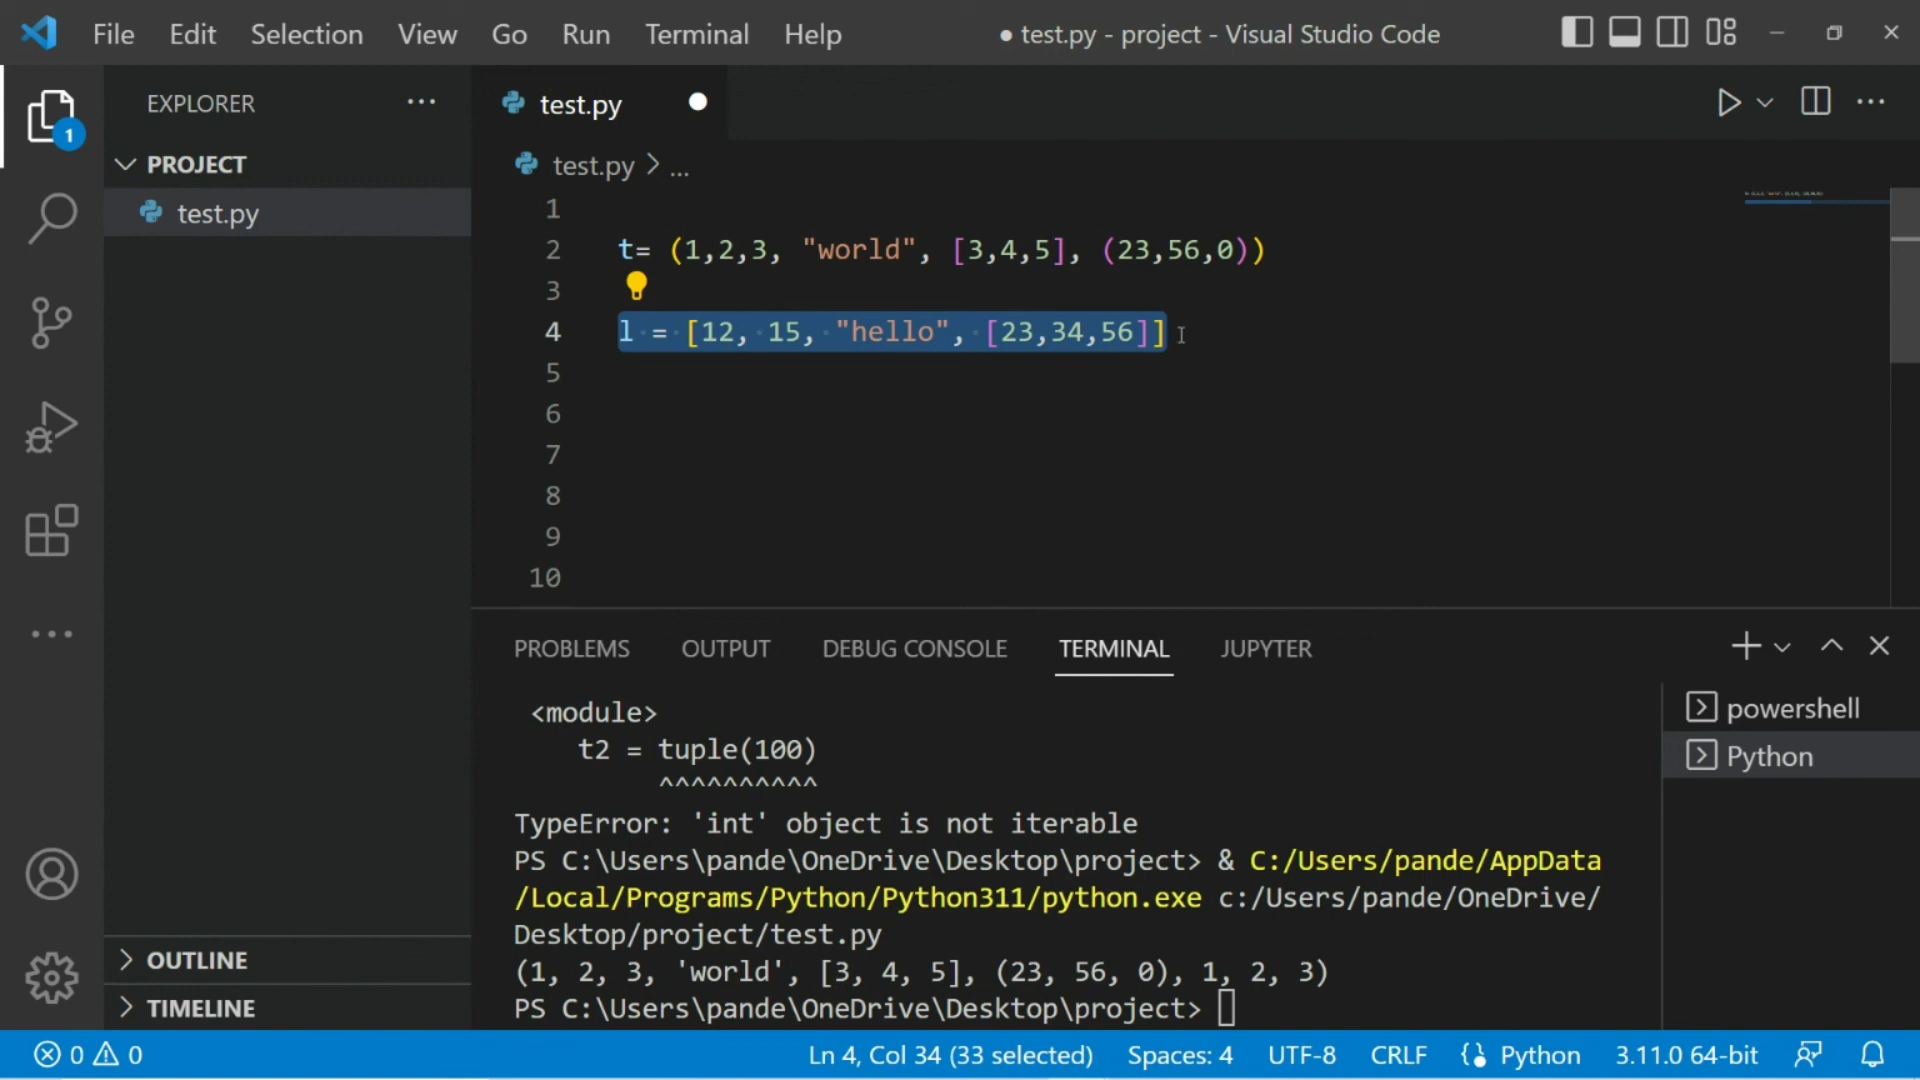 File Edit Selection View Go Run Terminal Help ● test.py - project - Visual Studio Code
EXPLORER ...
1
PROJECT
test.py
OUTLINE
TIMELINE
test.py
test.py > ...
1
2 t= (1,2,3, "world", [3,4,5], (23,56,0))
3
4 l = [12, 15, "hello", [23,34,56]]
5
6
7
8
9
10
PROBLEMS OUTPUT DEBUG CONSOLE TERMINAL JUPYTER
<module>
t2 = tuple(100)
^^^^^^^^^^
TypeError: 'int' object is not iterable
PS C:\Users\pande\OneDrive\Desktop\project> & C:/Users/pande/AppData
/Local/Programs/Python/Python311/python.exe c:/Users/pande/OneDrive/
Desktop/project/test.py
(1, 2, 3, 'world', [3, 4, 5], (23, 56, 0), 1, 2, 3)
PS C:\Users\pande\OneDrive\Desktop\project>
powershell
Python
0 0 Ln 4, Col 34 (33 selected) Spaces: 4 UTF-8 CRLF Python 3.11.0 64-bit